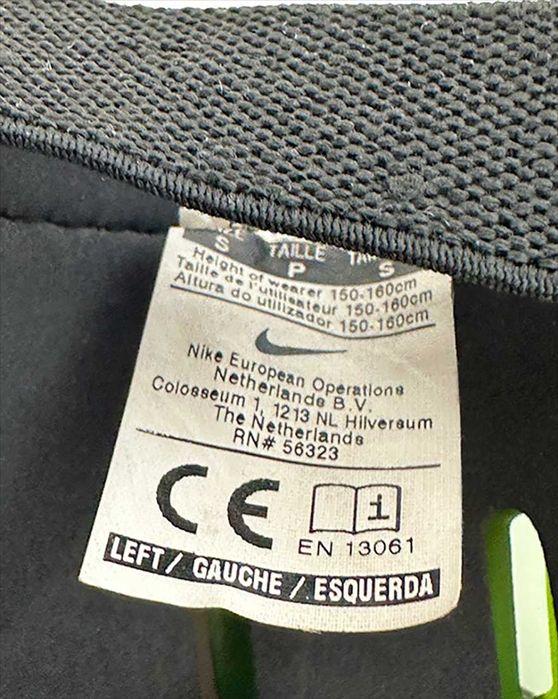 TAILLE
S P S
Height of wearer 150-160cm
Taille de l'utilisateur 150-160cm
Altura do utilizador 150-160cm
Nike European Operations
Netherlands B.V.
Colosseum 1, 1213 NL Hilversum
The Netherlands
RN# 56323
CE i
EN 13061
LEFT / GAUCHE / ESQUERDA